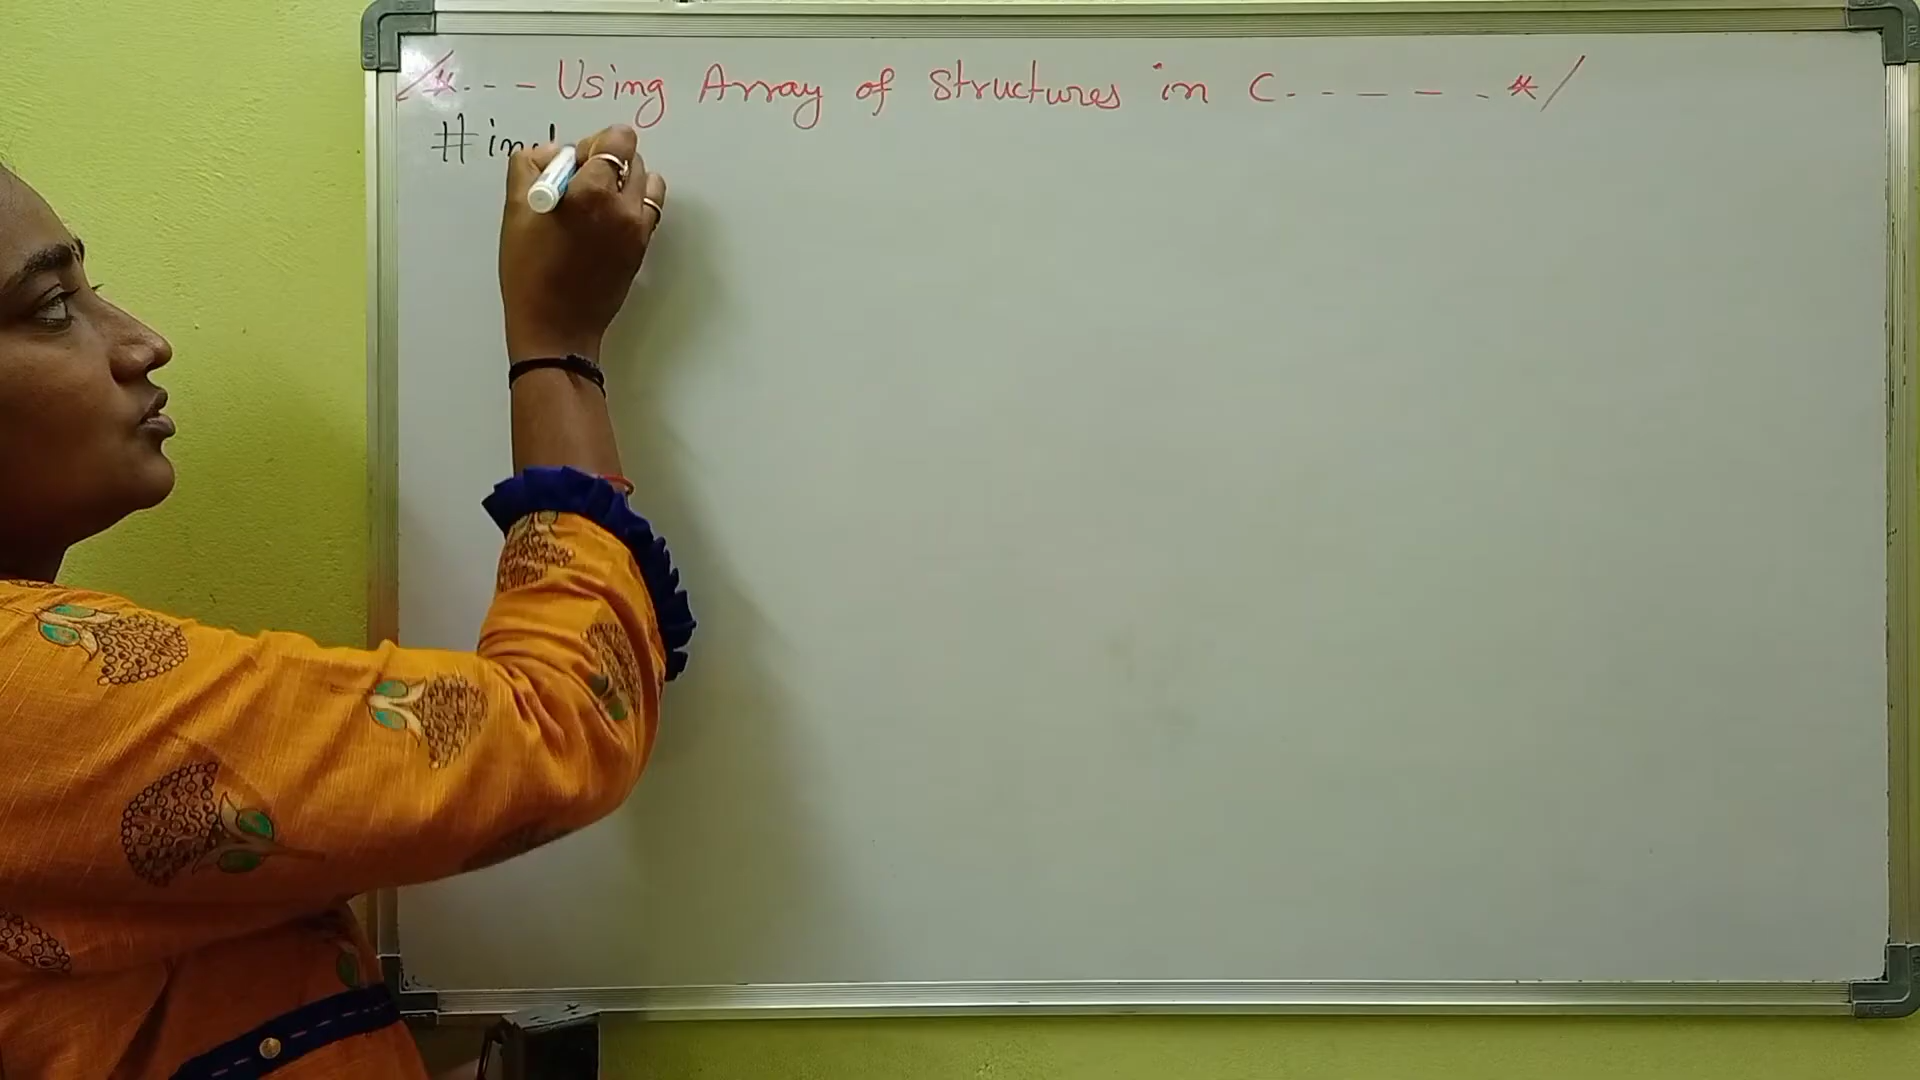 /*--- Using Array of Structures in C.----*/
#incl